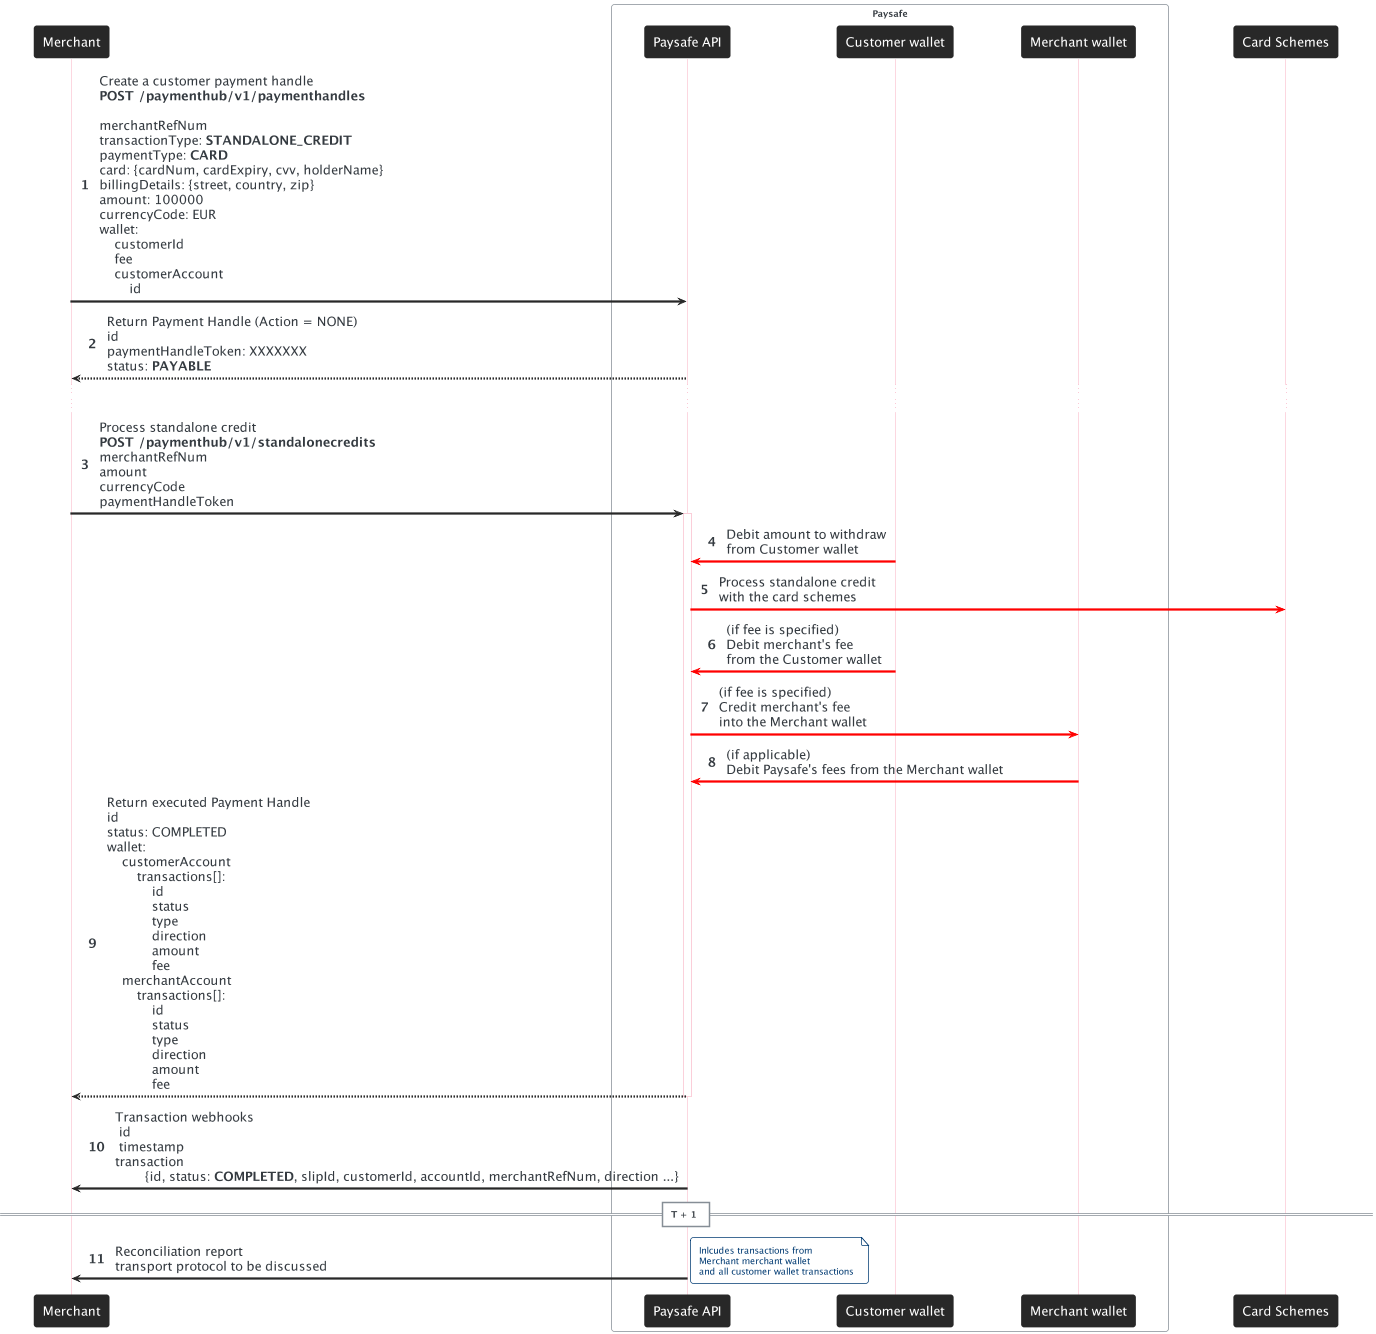 Paysafe
Merchant
Paysafe API
Customer wallet
Merchant wallet
Card Schemes
Create a customer payment handle
POST /paymenthub/v1/paymenthandles
merchantRefNum
transactionType: STANDALONE_CREDIT
paymentType: CARD
card: {cardNum, cardExpiry, cvv, holderName}
1 billingDetails: {street, country, zip}
amount: 100000
currencyCode: EUR
wallet:
customerId
fee
customerAccount
id
Return Payment Handle (Action = NONE)
id
2
paymentHandleToken: XXXXXXX
status: PAYABLE
Process standalone credit
POST /paymenthub/v1/standalonecredits
merchantRefNum
3
amount
currencyCode
paymentHandleToken
4
Debit amount to withdraw
from Customer wallet
5
Process standalone credit
with the card schemes
(if fee is specified)
6 Debit merchant's fee
from the Customer wallet
(if fee is specified)
7 Credit merchant's fee
into the Merchant wallet
8
(if applicable)
Debit Paysafe's fees from the Merchant wallet
Return executed Payment Handle
id
status: COMPLETED
wallet:
customerAccount
transactions[]:
id
status
type
direction
9
amount
fee
merchantAccount
transactions[]:
id
status
type
direction
amount
fee
Transaction webhooks
id
10 timestamp
transaction
{id, status: COMPLETED, slipId, customerId, accountId, merchantRefNum, direction ...}
T + 1
11
Reconciliation report
transport protocol to be discussed
Inlcudes transactions from
Merchant merchant wallet
and all customer wallet transactions
Merchant
Paysafe API
Customer wallet
Merchant wallet
Card Schemes